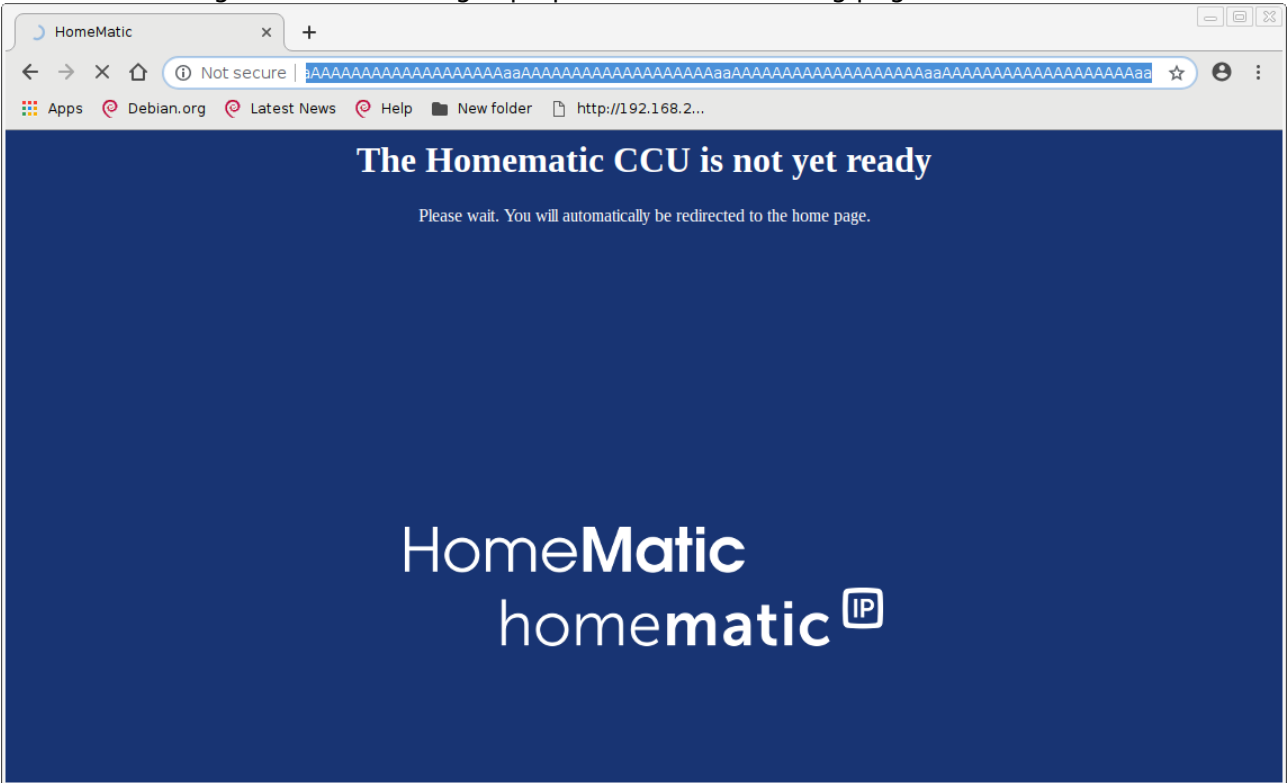 HomeMatic
Not secure | aAAAAAAAAAAAAAAAAAAAaaAAAAAAAAAAAAAAAAAAAaaAAAAAAAAAAAAAAAAAAAaaAAAAAAAAAAAAAAAAAAAaa
Apps Debian.org Latest News Help New folder http://192.168.2...
The Homematic CCU is not yet ready
Please wait. You will automatically be redirected to the home page.
HomeMatic
homematic IP